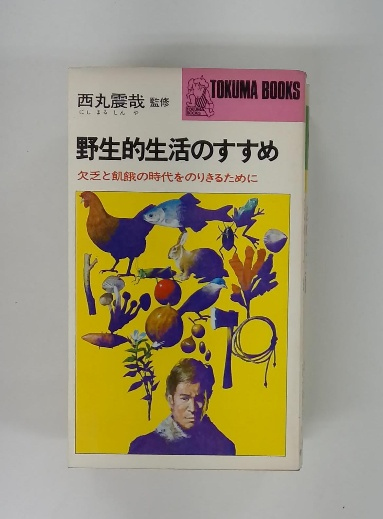 西丸震哉 監修
にし まる しん や
TOKUMA BOOKS
TOKUMA BOOKS
野生的生活のすすめ
欠乏と飢餓の時代をのりきるために